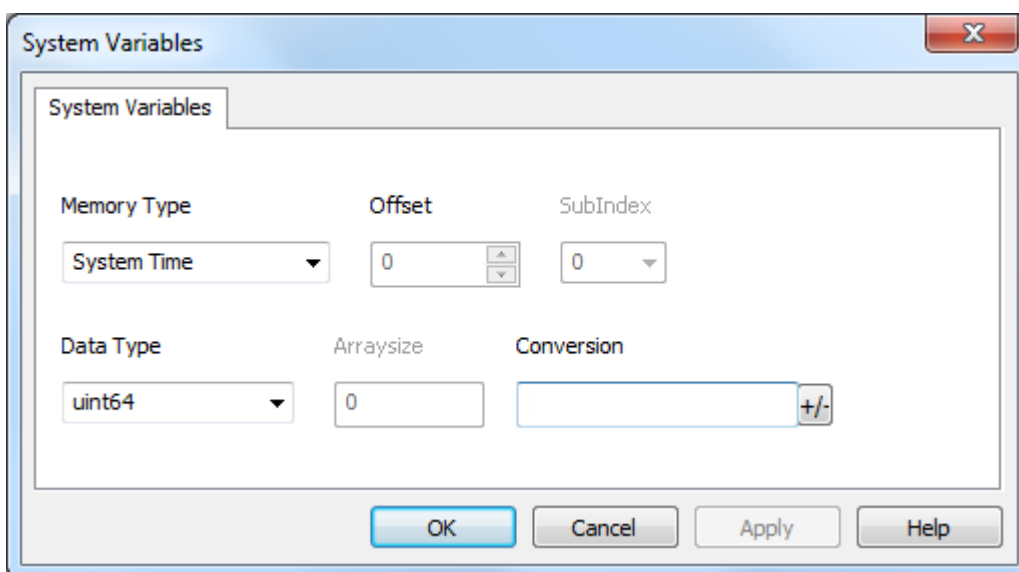 System Variables
System Variables
Memory Type Offset SubIndex
System Time 0 0
Data Type Arraysize Conversion
uint64 0 +/-
OK Cancel Apply Help